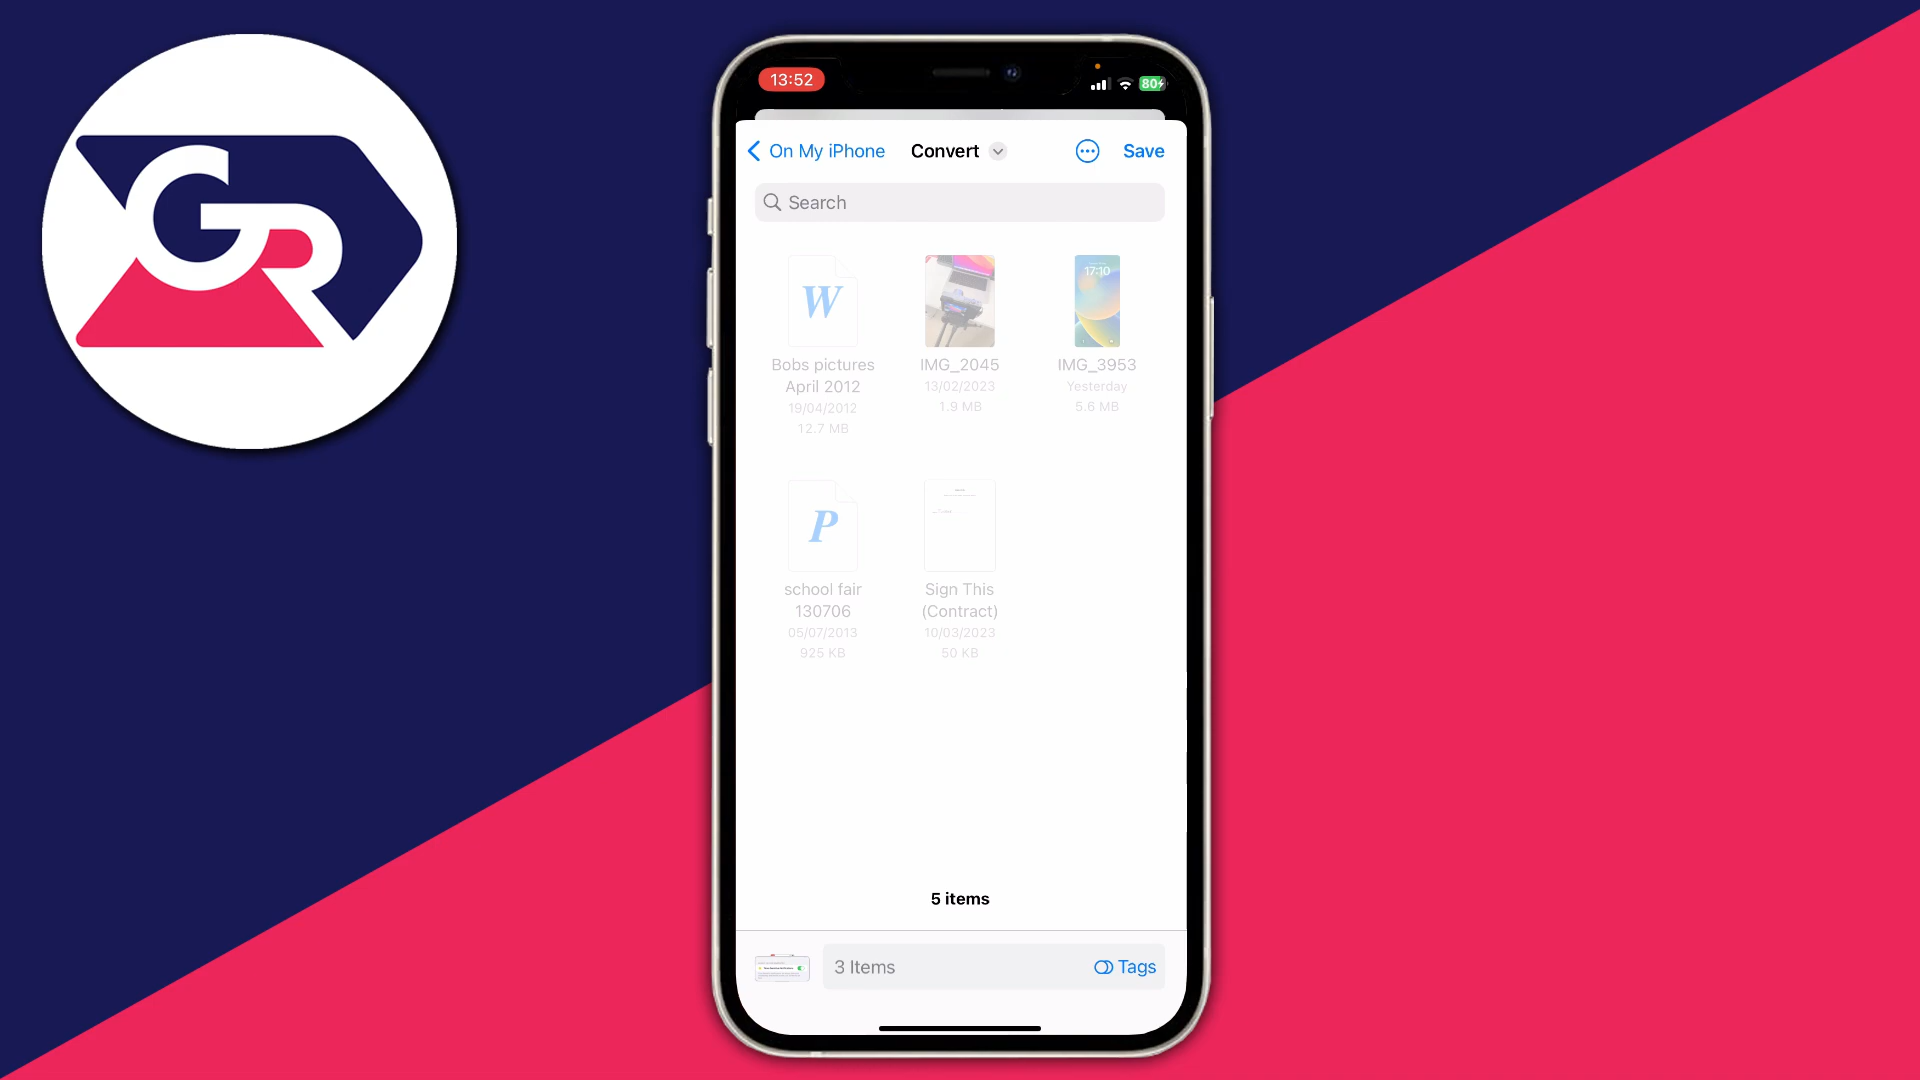 GR
13:52
80
On My iPhone
Convert
Save
Search
W
17:10
Bobs pictures
April 2012
19/04/2012
12.7 MB
IMG_2045
13/02/2023
1.9 MB
IMG_3953
Yesterday
5.6 MB
P
school fair
130706
05/07/2013
925 KB
Sign This
(Contract)
10/03/2023
50 KB
5 items
3 Items
Tags